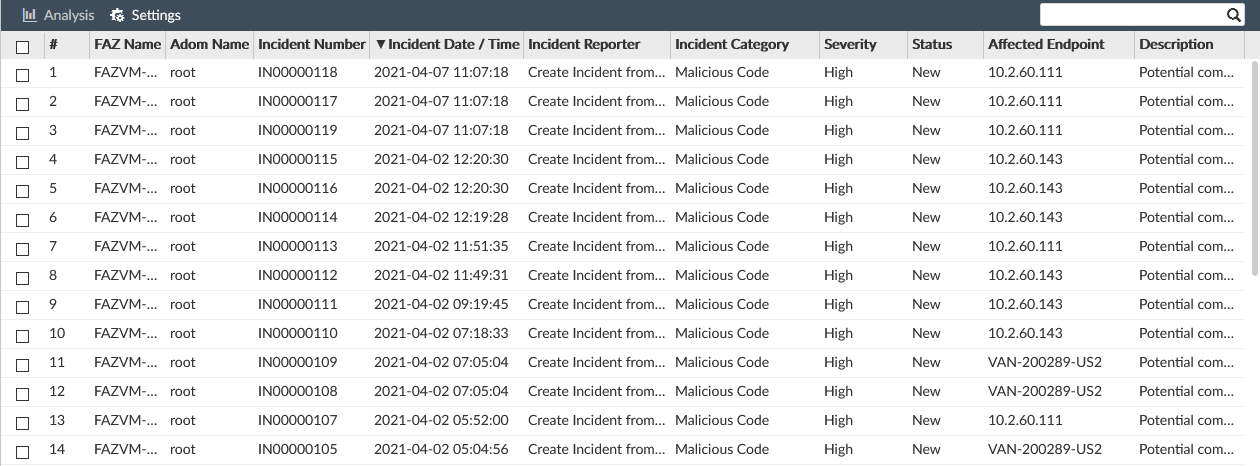 Analysis Settings
# FAZ Name Adom Name Incident Number ▼Incident Date / Time Incident Reporter Incident Category Severity Status Affected Endpoint Description
1 FAZVM-... root IN00000118 2021-04-07 11:07:18 Create Incident from... Malicious Code High New 10.2.60.111 Potential com...
2 FAZVM-... root IN00000117 2021-04-07 11:07:18 Create Incident from... Malicious Code High New 10.2.60.111 Potential com...
3 FAZVM-... root IN00000119 2021-04-07 11:07:18 Create Incident from... Malicious Code High New 10.2.60.111 Potential com...
4 FAZVM-... root IN00000115 2021-04-02 12:20:30 Create Incident from... Malicious Code High New 10.2.60.143 Potential com...
5 FAZVM-... root IN00000116 2021-04-02 12:20:30 Create Incident from... Malicious Code High New 10.2.60.143 Potential com...
6 FAZVM-... root IN00000114 2021-04-02 12:19:28 Create Incident from... Malicious Code High New 10.2.60.143 Potential com...
7 FAZVM-... root IN00000113 2021-04-02 11:51:35 Create Incident from... Malicious Code High New 10.2.60.111 Potential com...
8 FAZVM-... root IN00000112 2021-04-02 11:49:31 Create Incident from... Malicious Code High New 10.2.60.143 Potential com...
9 FAZVM-... root IN00000111 2021-04-02 09:19:45 Create Incident from... Malicious Code High New 10.2.60.143 Potential com...
10 FAZVM-... root IN00000110 2021-04-02 07:18:33 Create Incident from... Malicious Code High New 10.2.60.143 Potential com...
11 FAZVM-... root IN00000109 2021-04-02 07:05:04 Create Incident from... Malicious Code High New VAN-200289-US2 Potential com...
12 FAZVM-... root IN00000108 2021-04-02 07:05:04 Create Incident from... Malicious Code High New VAN-200289-US2 Potential com...
13 FAZVM-... root IN00000107 2021-04-02 05:52:00 Create Incident from... Malicious Code High New 10.2.60.111 Potential com...
14 FAZVM-... root IN00000105 2021-04-02 05:04:56 Create Incident from... Malicious Code High New VAN-200289-US2 Potential com...